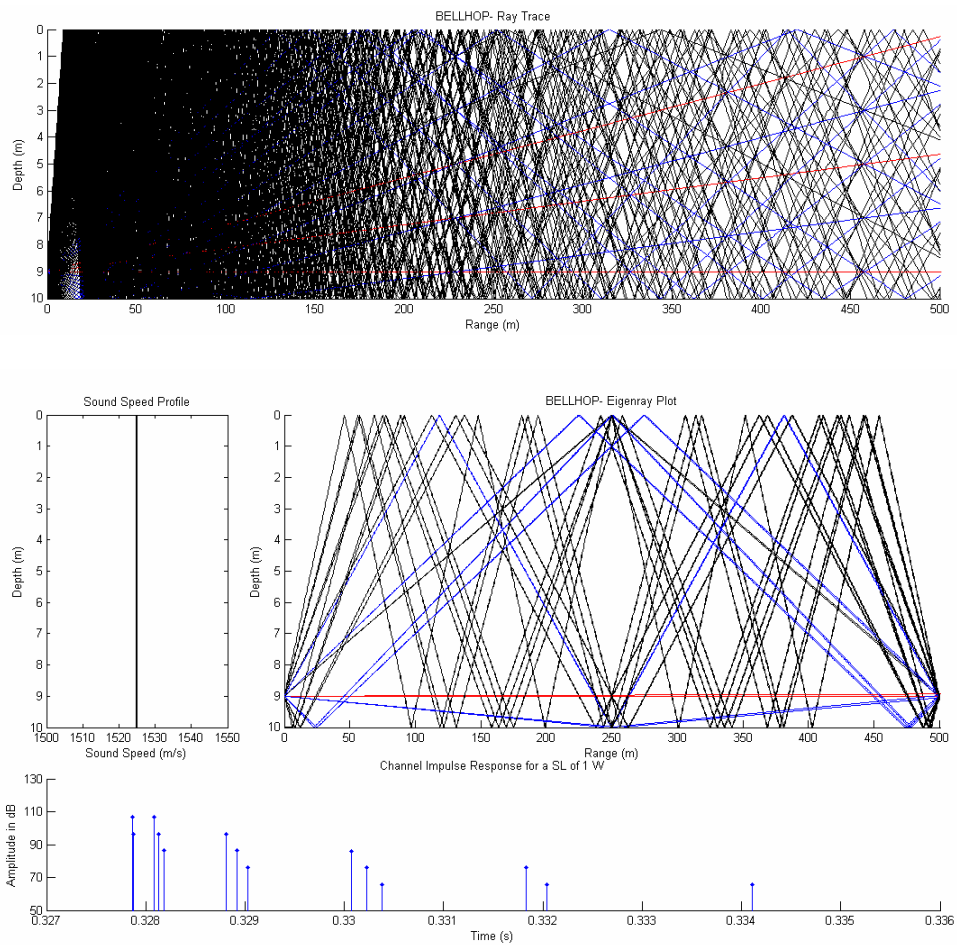 BELLHOP- Ray Trace
0
1
2
3
4
5
6
7
8
9
10
Depth (m)
0 50 100 150 200 250 300 350 400 450 500
Range (m)
Sound Speed Profile
0
1
2
3
4
5
6
7
8
9
10
Depth (m)
1500 1510 1520 1530 1540 1550
Sound Speed (m/s)
BELLHOP- Eigenray Plot
0
1
2
3
4
5
6
7
8
9
10
Depth (m)
0 50 100 150 200 250 300 350 400 450 500
Range (m)
Channel Impulse Response for a SL of 1 W
130
110
90
70
50
Amplitude in dB
0.327 0.328 0.329 0.33 0.331 0.332 0.333 0.334 0.335 0.336
Time (s)